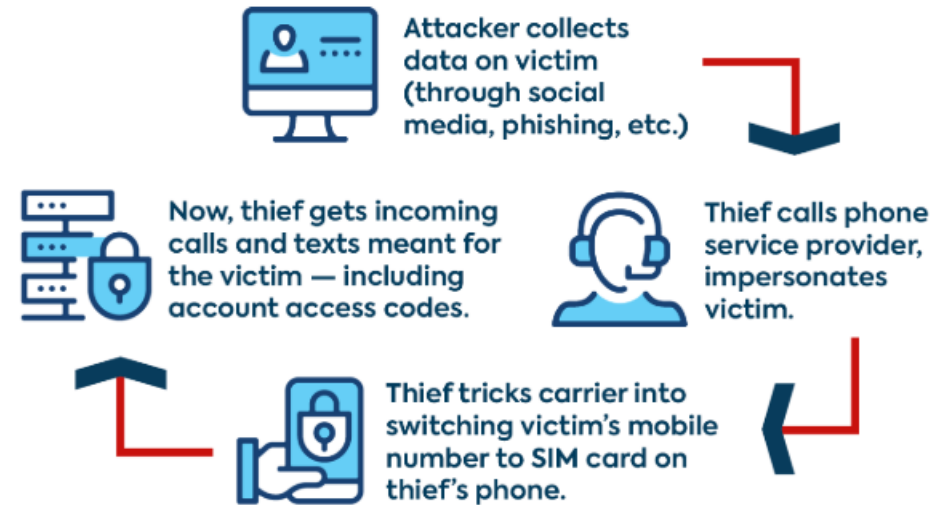 Attacker collects
data on victim
(through social
media, phishing, etc.)
Thief calls phone
service provider,
impersonates
victim.
Thief tricks carrier into
switching victim's mobile
number to SIM card on
thief's phone.
Now, thief gets incoming
calls and texts meant for
the victim — including
account access codes.